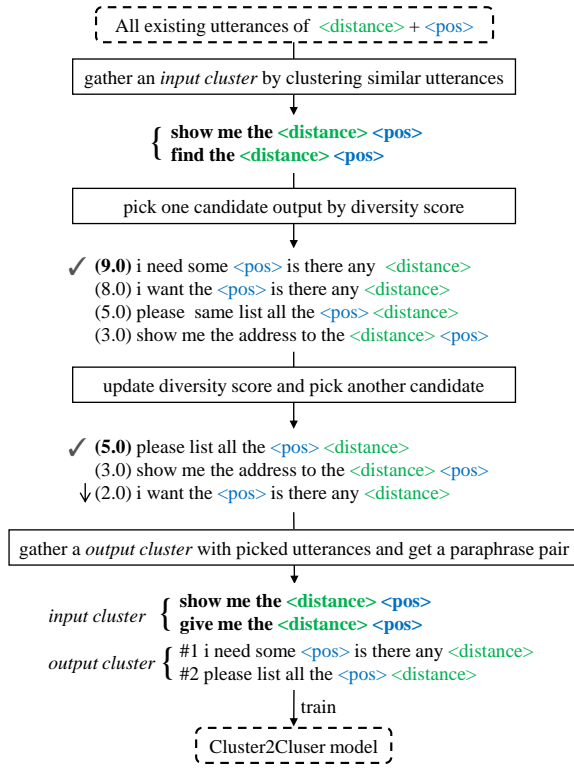 All existing utterances of <distance> + <pos>
gather an input cluster by clustering similar utterances
{ show me the <distance> <pos>
find the <distance> <pos>
pick one candidate output by diversity score
✓ (9.0) i need some <pos> is there any <distance>
(8.0) i want the <pos> is there any <distance>
(5.0) please same list all the <pos> <distance>
(3.0) show me the address to the <distance> <pos>
update diversity score and pick another candidate
✓ (5.0) please list all the <pos> <distance>
(3.0) show me the address to the <distance> <pos>
↓ (2.0) i want the <pos> is there any <distance>
gather a output cluster with picked utterances and get a paraphrase pair
input cluster { show me the <distance> <pos>
give me the <distance> <pos>
output cluster { #1 i need some <pos> is there any <distance>
#2 please list all the <pos> <distance>
train
Cluster2Cluser model